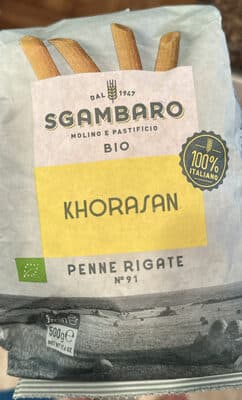 DAL 1947
SGAMBARO
MOLINO E PASTIFICIO
BIO
100%
ITALIANO
KHORASAN
PENNE RIGATE
N° 91
500g